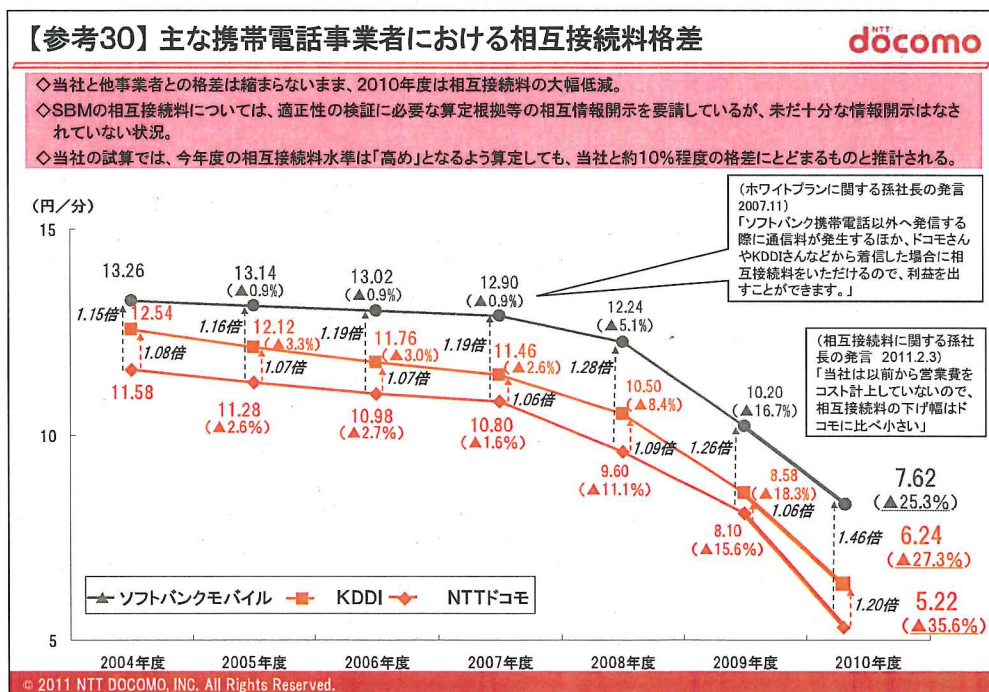 【参考30】主な携帯電話事業者における相互接続料格差
NTT
döcomo
◇当社と他事業者との格差は縮まらないまま、2010年度は相互接続料の大幅低減。
◇SBMの相互接続料については、適正性の検証に必要な算定根拠等の相互情報開示を要請しているが、未だ十分な情報開示はなさ
れていない状況。
◇当社の試算では、今年度の相互接続料水準は「高め」となるよう算定しても、当社と約10%程度の格差にとどまるものと推計される。
(円/分)
(ホワイトプランに関する孫社長の発言
2007.11)
「ソフトバンク携帯電話以外へ発信する
際に通信料が発生するほか、ドコモさん
やKDDIさんなどから着信した場合に相
互接続料をいただけるので、利益を出
すことができます。」
(相互接続料に関する孫社
長の発言 2011.2.3)
「当社は以前から営業費を
コスト計上していないので、
相互接続料の下げ幅はド
コモに比べ小さい」
15
10
5
13.26
13.14
(▲0.9%)
13.02
(▲0.9%)
12.90
(▲0.9%)
12.24
(▲5.1%)
10.20
(▲16.7%)
7.62
(▲25.3%)
1.15倍
1.16倍
1.19倍
1.19倍
1.28倍
1.26倍
1.46倍
12.54
12.12
(▲3.3%)
11.76
(▲3.0%)
11.46
(▲2.6%)
10.50
(▲8.4%)
8.58
(▲18.3%)
6.24
(▲27.3%)
1.08倍
1.07倍
1.07倍
1.06倍
1.09倍
1.06倍
1.20倍
11.58
11.28
(▲2.6%)
10.98
(▲2.7%)
10.80
(▲1.6%)
9.60
(▲11.1%)
8.10
(▲15.6%)
5.22
(▲35.6%)
ソフトバンクモバイル KDDI NTTドコモ
2004年度 2005年度 2006年度 2007年度 2008年度 2009年度 2010年度
© 2011 NTT DOCOMO, INC. All Rights Reserved.